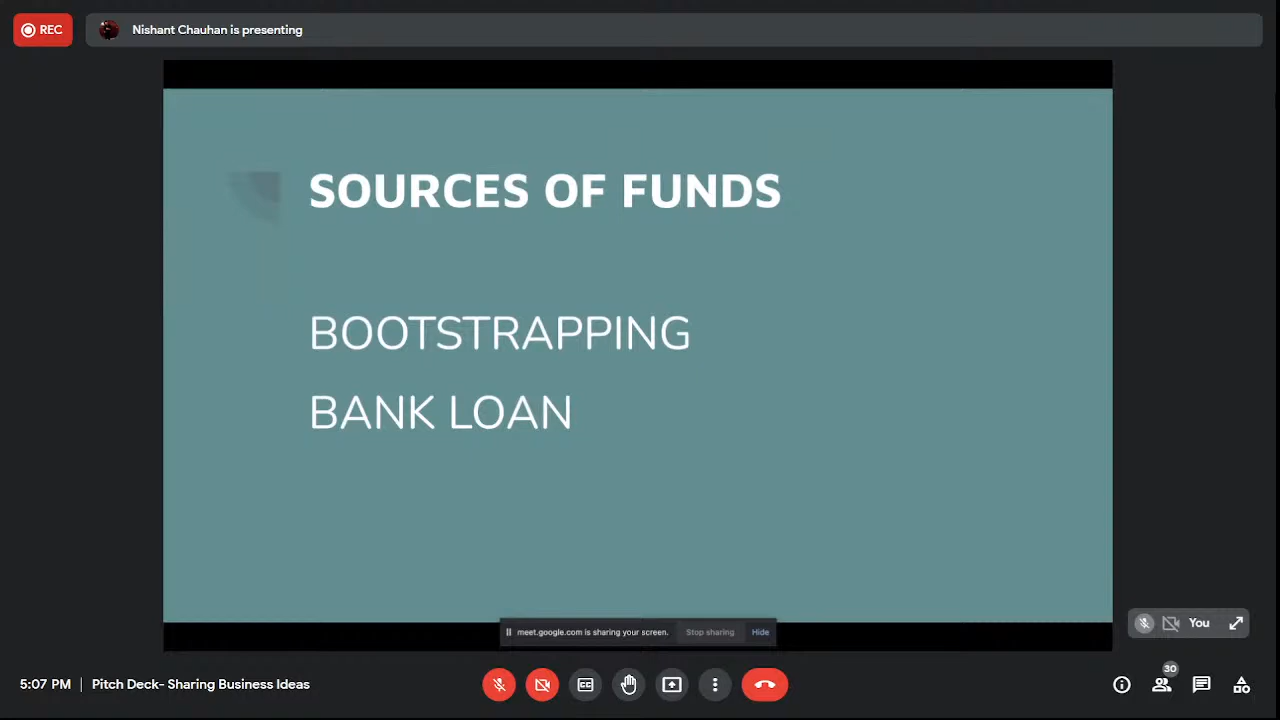 REC
Nishant Chauhan is presenting
SOURCES OF FUNDS
BOOTSTRAPPING
BANK LOAN
meet.google.com is sharing your screen. Stop sharing Hide
You
30
5:07 PM | Pitch Deck- Sharing Business Ideas
CC